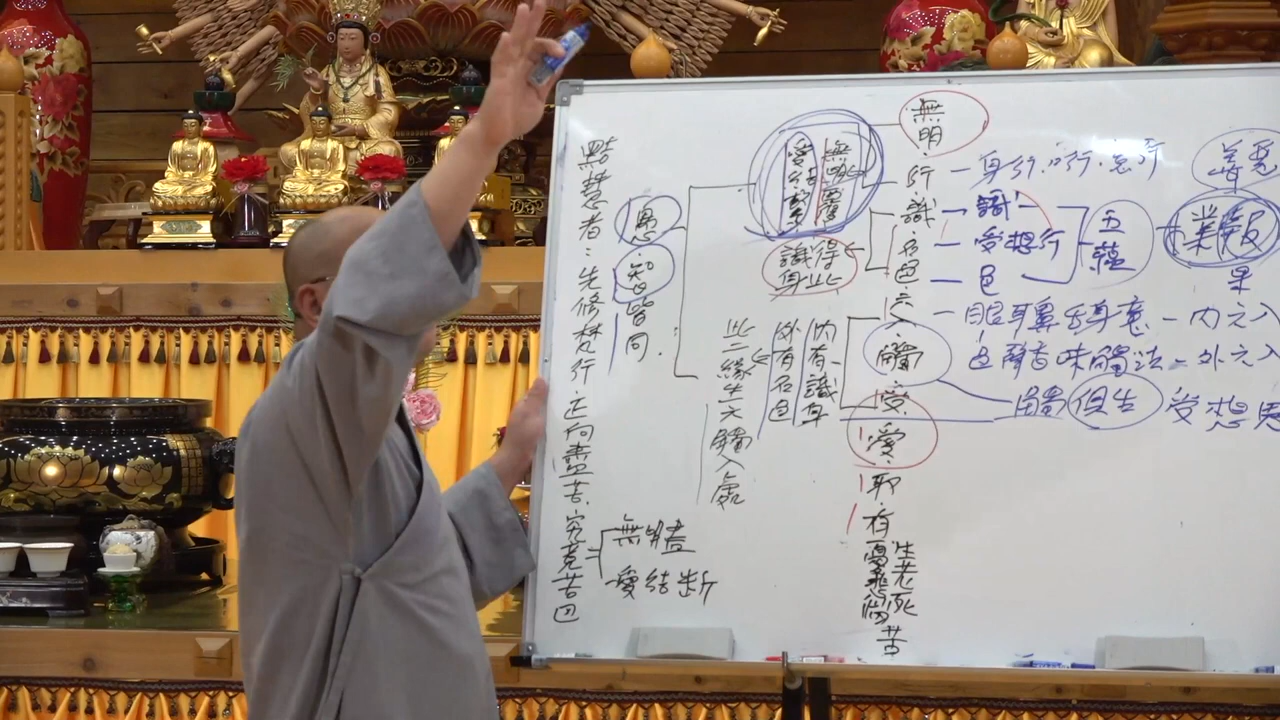 無明
行
識
名色
六入
觸
受
愛
取
有
生老死
憂悲惱苦
身行.口行.意行
識
受想行
色
五蘊
善惡
業報
果
眼耳鼻舌身意-內六入
色聲香味觸法-外六入
觸俱生受想思
無明覆
愛結繫
得此
識身
內有識身
外有名色
此二緣生六觸入處
愚.智皆同.
黠慧者:先修梵行.正向盡苦.究竟苦边
無明盡
愛結断